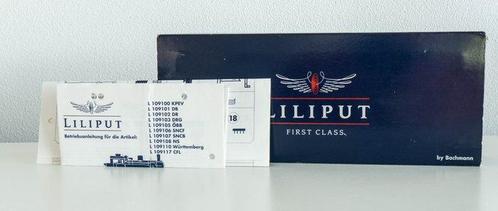 LILIPUT
Betriebsanleitung für die Artikel:
L 109100 KPEV
L 109101 DB
L 109102 DR
L 109103 DRG
L 109105 ÖBB
L 109106 SNCF
L 109107 SNCB
L 109108 NS
L 109110 Württemberg
L 109117 CFL
18
LILIPUT
FIRST CLASS
by Bachmann